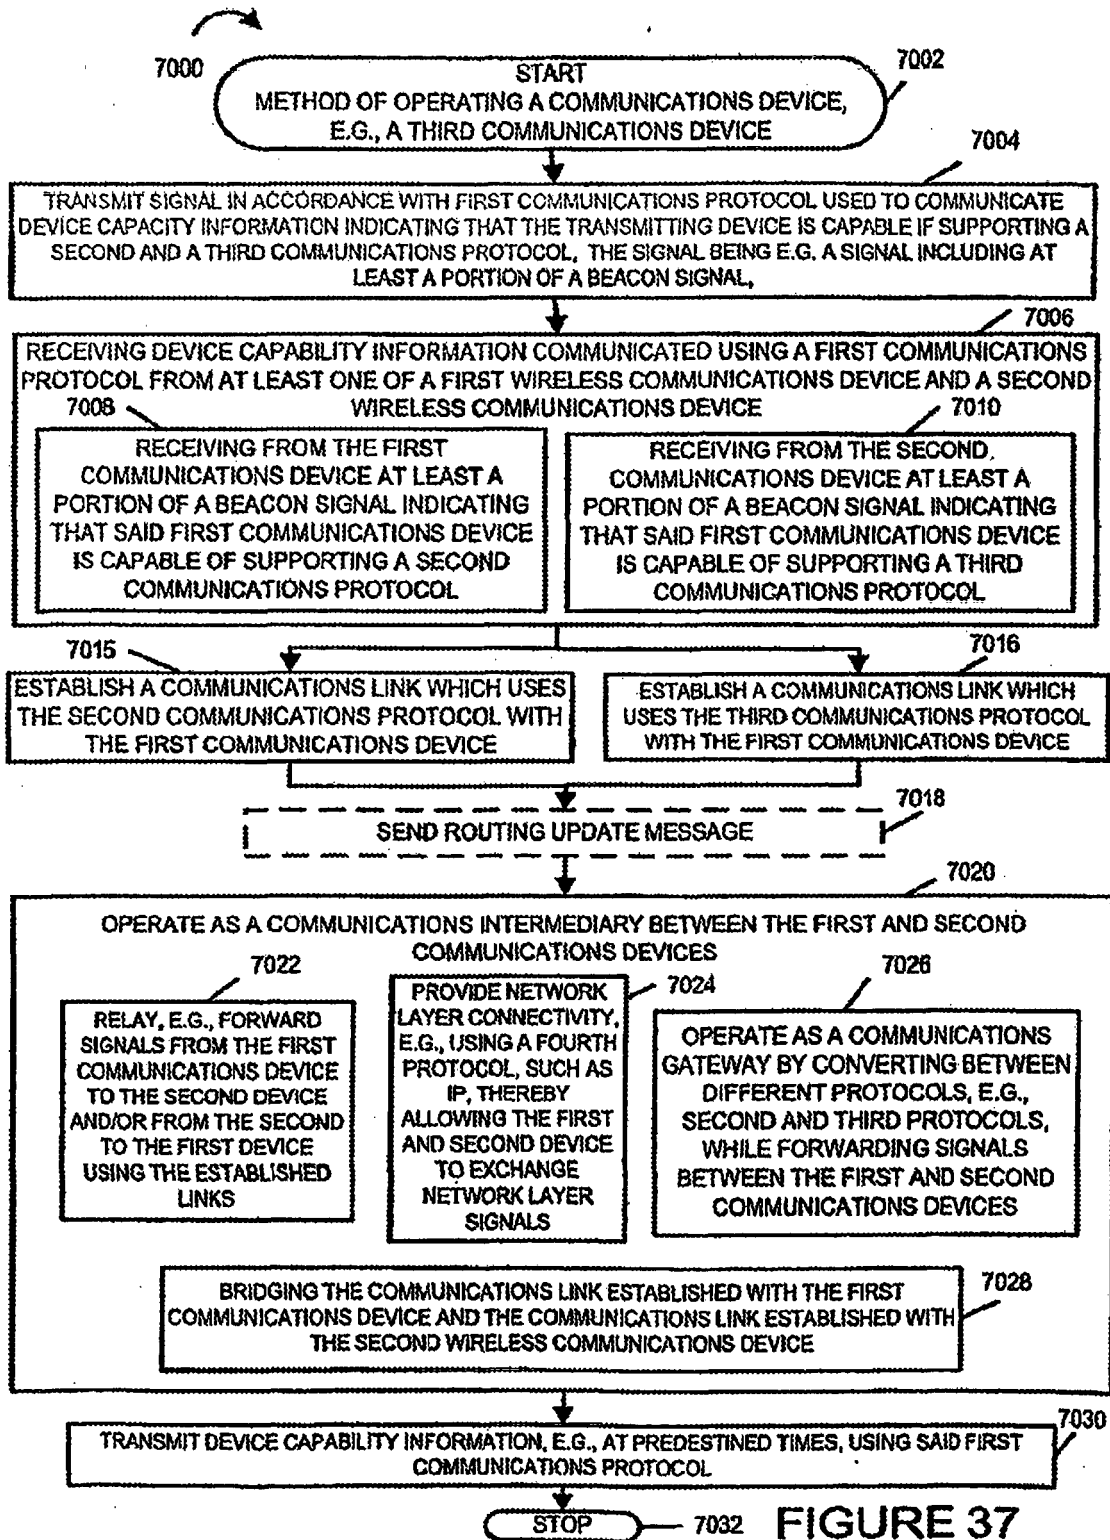 7000
START
7002
METHOD OF OPERATING A COMMUNICATIONS DEVICE,
E.G., A THIRD COMMUNICATIONS DEVICE
7004
TRANSMIT SIGNAL IN ACCORDANCE WITH FIRST COMMUNICATIONS PROTOCOL USED TO COMMUNICATE
DEVICE CAPACITY INFORMATION INDICATING THAT THE TRANSMITTING DEVICE IS CAPABLE IF SUPPORTING A
SECOND AND A THIRD COMMUNICATIONS PROTOCOL, THE SIGNAL BEING E.G. A SIGNAL INCLUDING AT
LEAST A PORTION OF A BEACON SIGNAL.
7006
RECEIVING DEVICE CAPABILITY INFORMATION COMMUNICATED USING A FIRST COMMUNICATIONS
PROTOCOL FROM AT LEAST ONE OF A FIRST WIRELESS COMMUNICATIONS DEVICE AND A SECOND
WIRELESS COMMUNICATIONS DEVICE
7008
RECEIVING FROM THE FIRST
COMMUNICATIONS DEVICE AT LEAST A
PORTION OF A BEACON SIGNAL INDICATING
THAT SAID FIRST COMMUNICATIONS DEVICE
IS CAPABLE OF SUPPORTING A SECOND
COMMUNICATIONS PROTOCOL
7010
RECEIVING FROM THE SECOND,
COMMUNICATIONS DEVICE AT LEAST A
PORTION OF A BEACON SIGNAL INDICATING
THAT SAID FIRST COMMUNICATIONS DEVICE
IS CAPABLE OF SUPPORTING A THIRD
COMMUNICATIONS PROTOCOL
7015
ESTABLISH A COMMUNICATIONS LINK WHICH USES
THE SECOND COMMUNICATIONS PROTOCOL WITH
THE FIRST COMMUNICATIONS DEVICE
7016
ESTABLISH A COMMUNICATIONS LINK WHICH
USES THE THIRD COMMUNICATIONS PROTOCOL
WITH THE FIRST COMMUNICATIONS DEVICE
7018
SEND ROUTING UPDATE MESSAGE
7020
OPERATE AS A COMMUNICATIONS INTERMEDIARY BETWEEN THE FIRST AND SECOND
COMMUNICATIONS DEVICES
7022
RELAY, E.G., FORWARD
SIGNALS FROM THE FIRST
COMMUNICATIONS DEVICE
TO THE SECOND DEVICE
AND/OR FROM THE SECOND
TO THE FIRST DEVICE
USING THE ESTABLISHED
LINKS
7024
PROVIDE NETWORK
LAYER CONNECTIVITY,
E.G., USING A FOURTH
PROTOCOL, SUCH AS
IP, THEREBY
ALLOWING THE FIRST
AND SECOND DEVICE
TO EXCHANGE
NETWORK LAYER
SIGNALS
7026
OPERATE AS A COMMUNICATIONS
GATEWAY BY CONVERTING BETWEEN
DIFFERENT PROTOCOLS, E.G.,
SECOND AND THIRD PROTOCOLS,
WHILE FORWARDING SIGNALS
BETWEEN THE FIRST AND SECOND
COMMUNICATIONS DEVICES
7028
BRIDGING THE COMMUNICATIONS LINK ESTABLISHED WITH THE FIRST
COMMUNICATIONS DEVICE AND THE COMMUNICATIONS LINK ESTABLISHED WITH
THE SECOND WIRELESS COMMUNICATIONS DEVICE
7030
TRANSMIT DEVICE CAPABILITY INFORMATION, E.G., AT PREDESTINED TIMES, USING SAID FIRST
COMMUNICATIONS PROTOCOL
STOP
7032
FIGURE 37